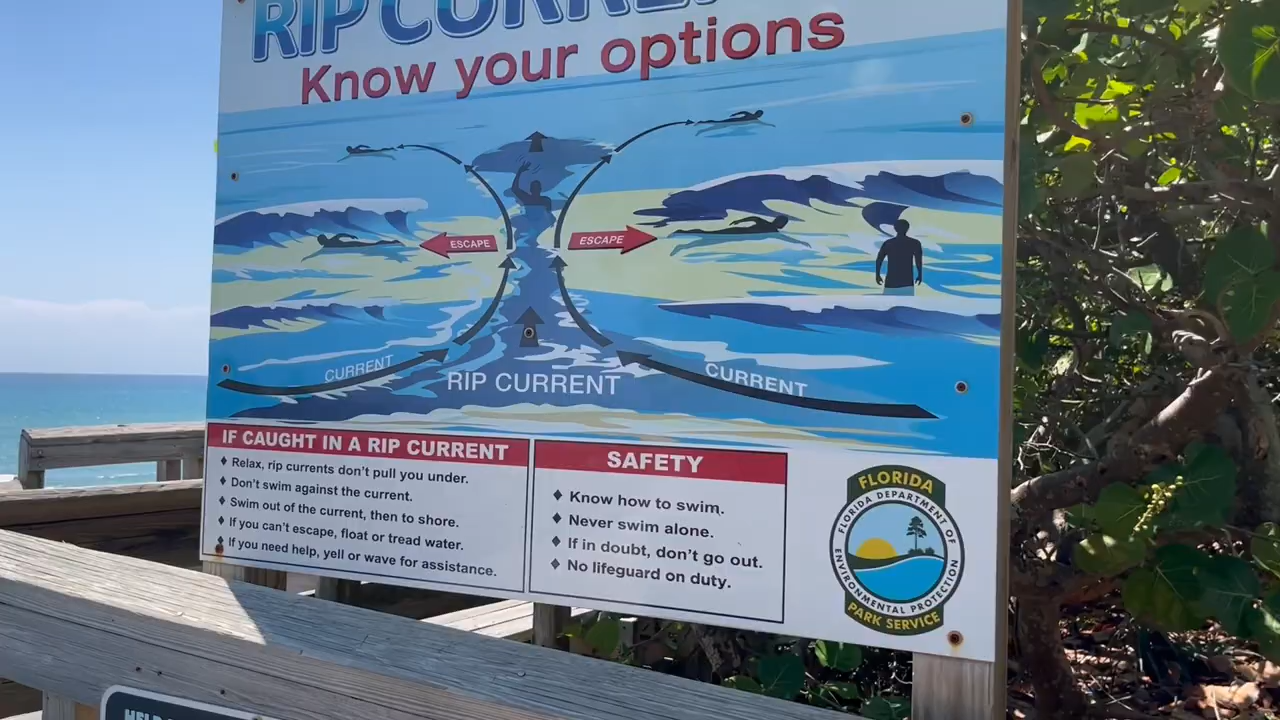 RIP CURRE
Know your options
ESCAPE
ESCAPE
CURRENT
RIP CURRENT
CURRENT
IF CAUGHT IN A RIP CURRENT
♦ Relax, rip currents don't pull you under.
♦ Don't swim against the current.
♦ Swim out of the current, then to shore.
♦ If you can't escape, float or tread water.
♦ If you need help, yell or wave for assistance.
SAFETY
♦ Know how to swim.
♦ Never swim alone.
♦ If in doubt, don't go out.
♦ No lifeguard on duty.
FLORIDA
FLORIDA DEPARTMENT OF
ENVIRONMENTAL PROTECTION
PARK SERVICE